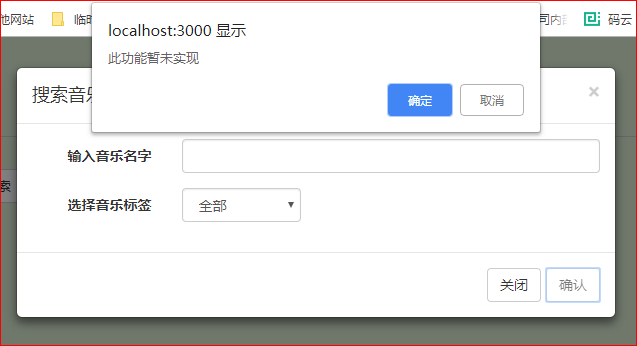 他网站
临时
司内部
码云
localhost:3000 显示
此功能暂未实现
确定
取消
搜索音乐
×
输入音乐名字
索
选择音乐标签
全部
关闭
确认